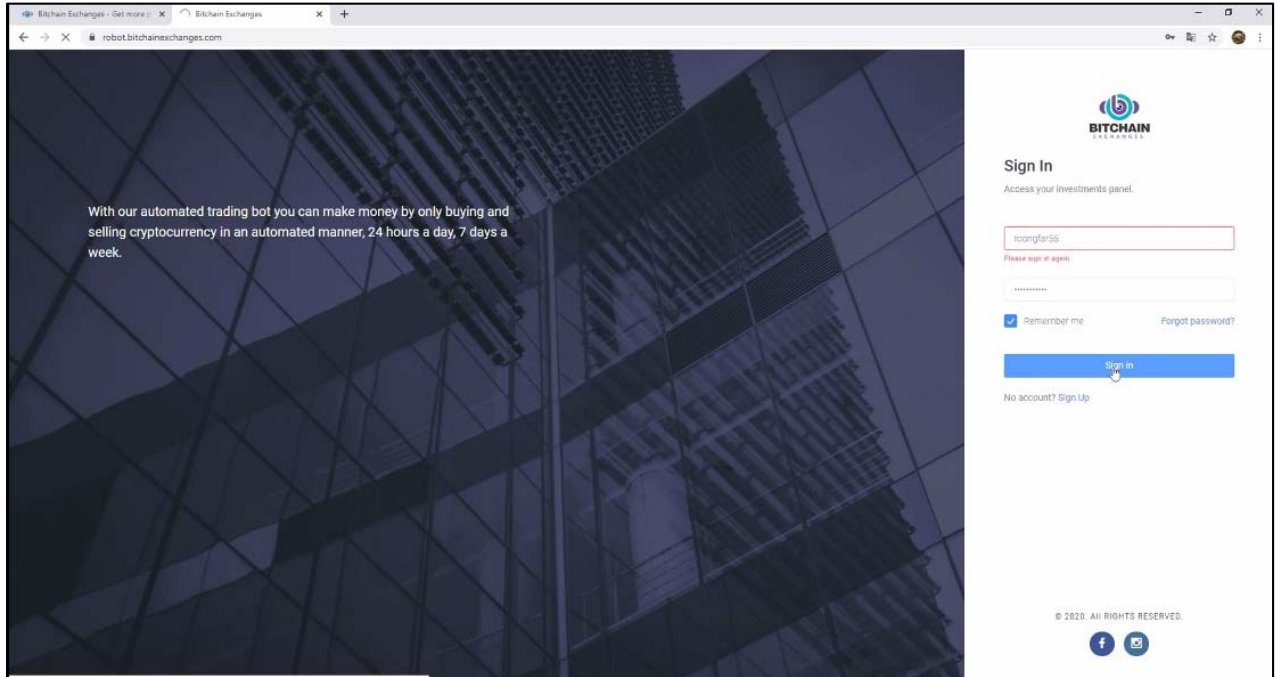 Bitchain Exchanges - Get more p
Bitchain Exchanges
robot.bitchainexchanges.com
BITCHAIN
EXCHANGES
Sign In
Access your investments panel.
With our automated trading bot you can make money by only buying and
selling cryptocurrency in an automated manner, 24 hours a day, 7 days a
week.
roongfar55
Please sign in again.
Remember me
Forgot password?
Sign in
No account? Sign Up
© 2020. All RIGHTS RESERVED.